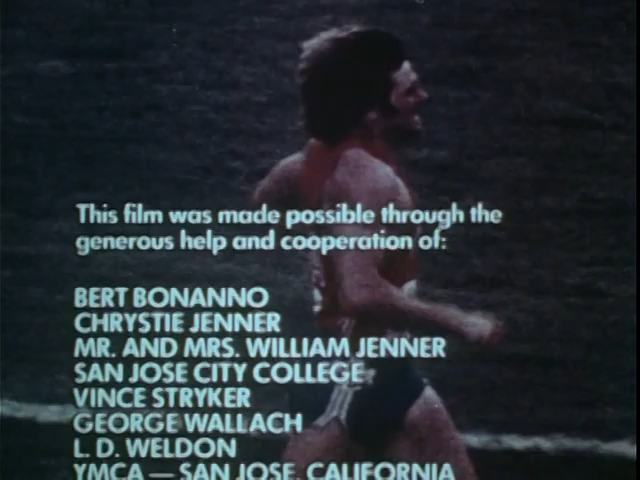 This film was made possible through the
generous help and cooperation of:
BERT BONANNO
CHRYSTIE JENNER
MR. AND MRS. WILLIAM JENNER
SAN JOSE CITY COLLEGE
VINCE STRYKER
GEORGE WALLACH
L. D. WELDON
YMCA — SAN JOSE, CALIFORNIA